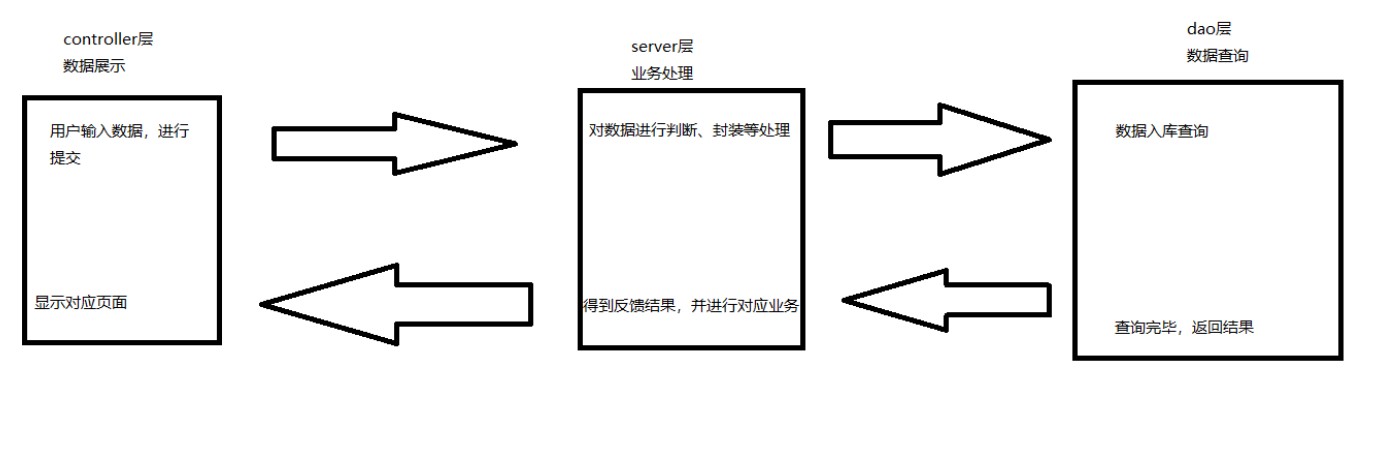 controller层
数据展示
用户输入数据，进行
提交
显示对应页面
server层
业务处理
对数据进行判断、封装等处理
得到反馈结果，并进行对应业务
dao层
数据查询
数据入库查询
查询完毕，返回结果